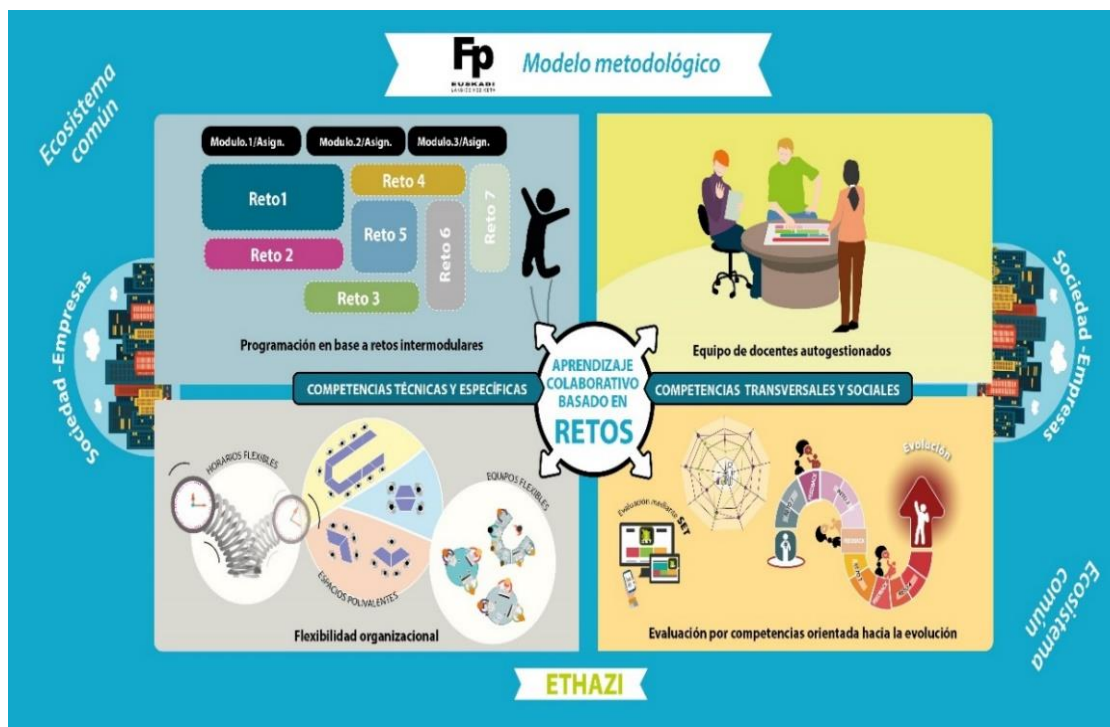 Fp
EUSKADI
Modelo metodológico
Ecosistema
común
Modulo.1/Asign.
Modulo.2/Asign.
Modulo.3/Asign.
Reto1
Reto 4
Reto 7
Reto 5
Reto 6
Reto 2
Reto 3
Programación en base a retos intermodulares
Equipo de docentes autogestionados
Sociedad -Empresas
Sociedad -Empresas
COMPETENCIAS TÉCNICAS Y ESPECÍFICAS
APRENDIZAJE
COLABORATIVO
BASADO EN
RETOS
COMPETENCIAS TRANSVERSALES Y SOCIALES
HORARIOS FLEXIBLES
EQUIPOS FLEXIBLES
ESPACIOS POLIVALENTES
Flexibilidad organizacional
Evolución
Evaluación mediante
SET
FEEDBACK
FEEDBACK
FEEDBACK
Evaluación por competencias orientada hacia la evolución
Ecosistema
común
ETHAZI